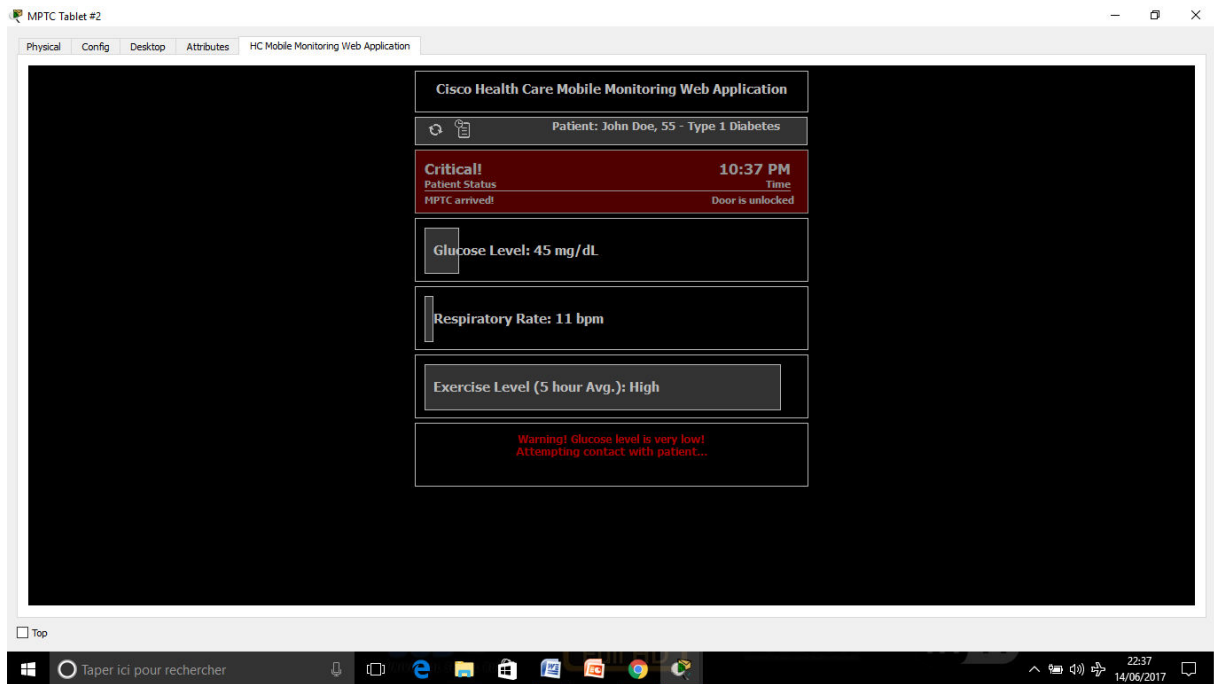 MPTC Tablet #2
Physical Config Desktop Attributes HC Mobile Monitoring Web Application
Cisco Health Care Mobile Monitoring Web Application
Patient: John Doe, 55 - Type 1 Diabetes
Critical! 10:37 PM
Patient Status Time
MPTC arrived! Door is unlocked
Glucose Level: 45 mg/dL
Respiratory Rate: 11 bpm
Exercise Level (5 hour Avg.): High
Warning! Glucose level is very low!
Attempting contact with patient...
Top
Taper ici pour rechercher
22:37
14/06/2017